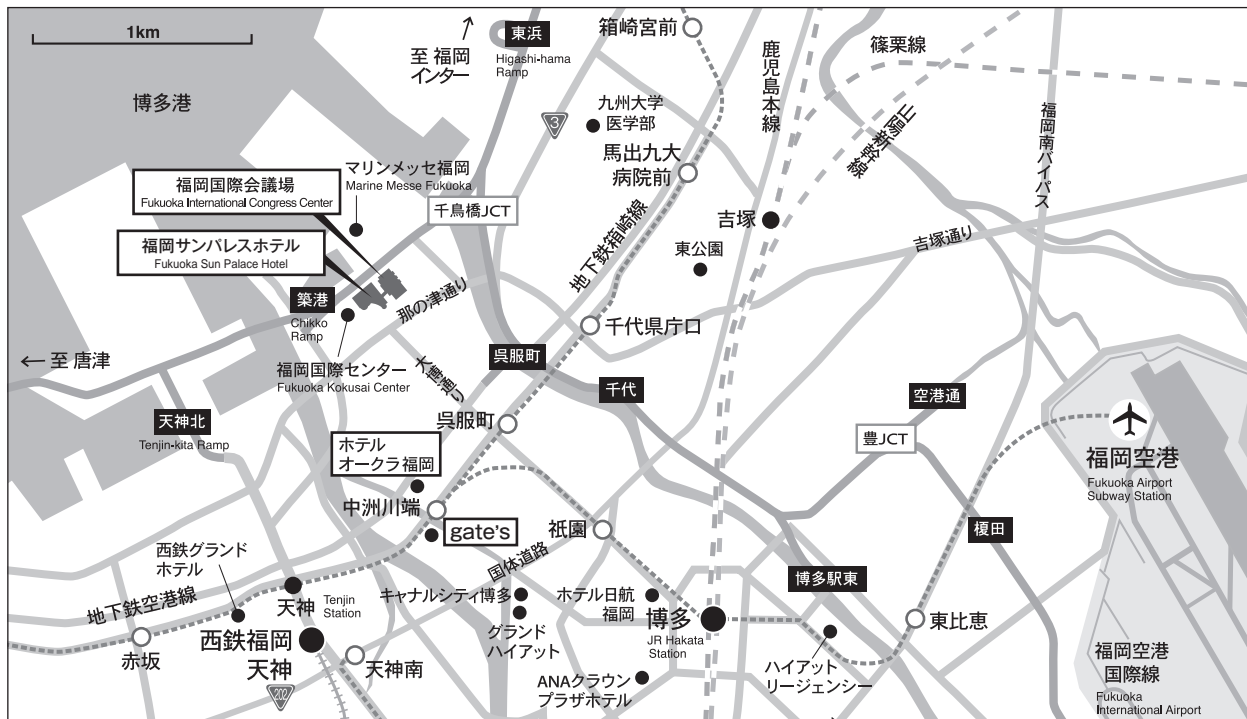 1km
博多港
至 福岡
インター
東浜
Higashi-hama
Ramp
箱崎宮前
鹿児島本線
篠栗線
山陽新幹線
福岡南バイパス
3
九州大学
医学部
馬出九大
病院前
マリンメッセ福岡
Marine Messe Fukuoka
福岡国際会議場
Fukuoka International Congress Center
千鳥橋JCT
福岡サンパレスホテル
Fukuoka Sun Palace Hotel
地下鉄箱崎線
吉塚
東公園
吉塚通り
築港
Chikko
Ramp
那の津通り
千代県庁口
← 至 唐津
福岡国際センター
Fukuoka Kokusai Center
大博通り
呉服町
千代
空港通
天神北
Tenjin-kita Ramp
呉服町
豊JCT
福岡空港
Fukuoka Airport
Subway Station
ホテル
オークラ福岡
中洲川端
gate's
祇園
榎田
国体道路
西鉄グランド
ホテル
地下鉄空港線
天神
Tenjin
Station
キャナルシティ博多
グランド
ハイアット
ホテル日航
福岡
博多
JR Hakata
Station
博多駅東
東比恵
赤坂
西鉄福岡
天神
天神南
202
ANAクラウン
プラザホテル
ハイアット
リージェンシー
福岡空港
国際線
Fukuoka
International Airport